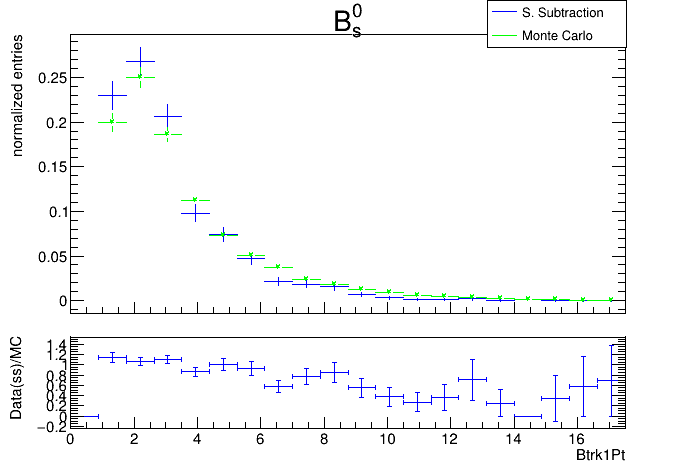 B_s^0
S. Subtraction
Monte Carlo
normalized entries
0.25
0.2
0.15
0.1
0.05
0
Data(ss)/MC
1.4
1.2
1
0.8
0.6
0.4
0.2
0
−0.2
0 2 4 6 8 10 12 14 16
Btrk1Pt